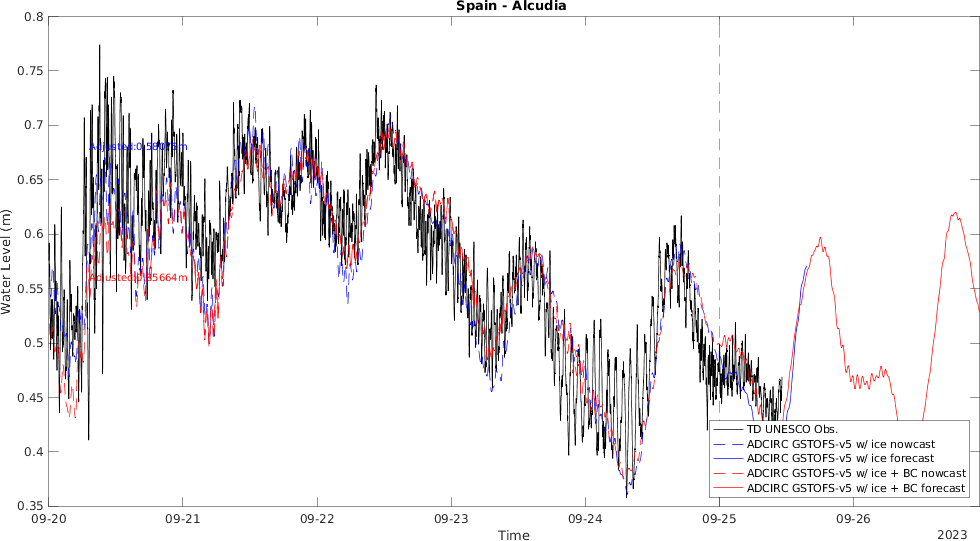 Spain - Alcudia
0.8
0.75
0.7
0.65
0.6
0.55
0.5
0.45
0.4
0.35
Water Level (m)
09-20
09-21
09-22
09-23
09-24
09-25
09-26
Time
2023
TD UNESCO Obs.
ADCIRC GSTOFS-v5 w/ ice nowcast
ADCIRC GSTOFS-v5 w/ ice forecast
ADCIRC GSTOFS-v5 w/ ice + BC nowcast
ADCIRC GSTOFS-v5 w/ ice + BC forecast